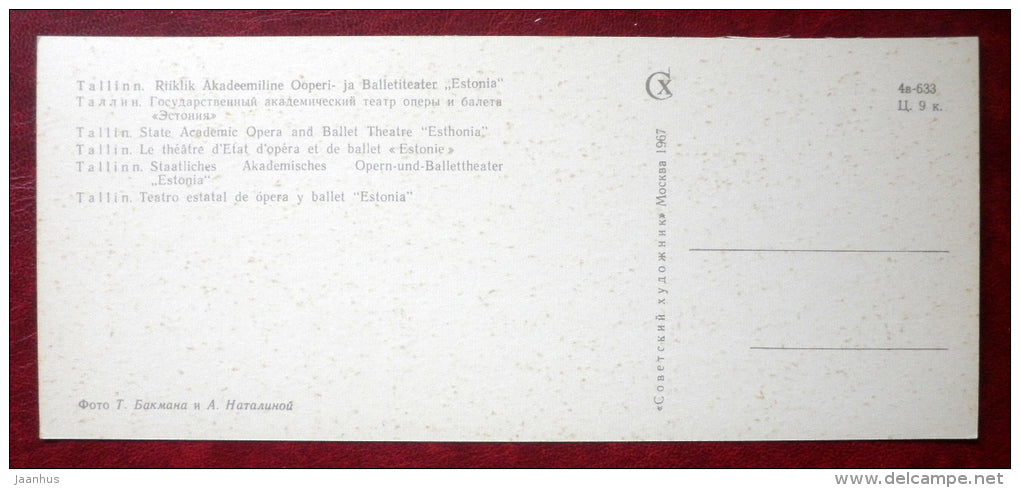 Tallinn. Riiklik Akadeemiline Ooperi- ja Balletiteater „Estonia"
Таллин. Государственный академический театр оперы и балета
«Эстония»
Tallin. State Academic Opera and Ballet Theatre "Esthonia"
Tallin. Le théâtre d'Etat d'opéra et de ballet «Estonie»
Tallinn. Staatliches Akademisches Opern-und-Ballettheater
„Estonia"
Tallin. Teatro estatal de ópera y ballet "Estonia"
Фото Т. Бакмана и А. Наталиной
«Советский художник» Москва 1967
СХ
4в-633
Ц. 9 к.
jaanhus
delcampe.net